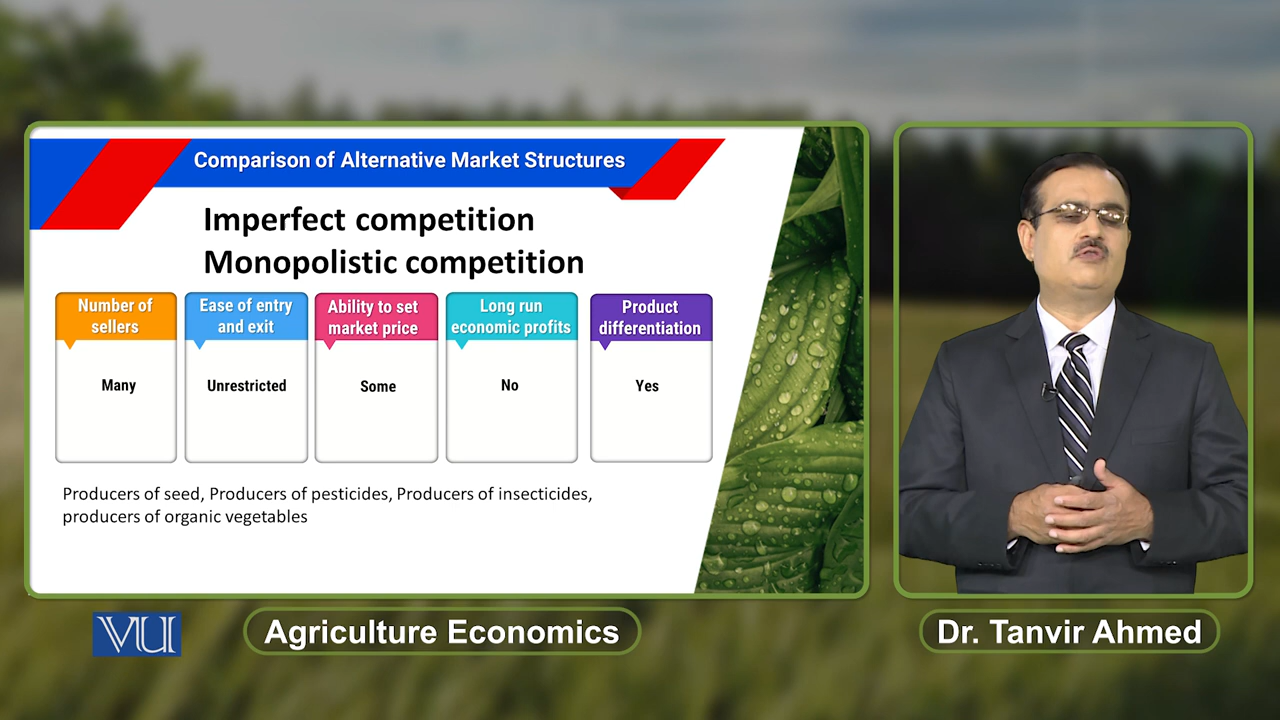 Comparison of Alternative Market Structures
Imperfect competition
Monopolistic competition
Number of
sellers
Many
Ease of entry
and exit
Unrestricted
Ability to set
market price
Some
Long run
economic profits
No
Product
differentiation
Yes
Producers of seed, Producers of pesticides, Producers of insecticides,
producers of organic vegetables
VU
Agriculture Economics
Dr. Tanvir Ahmed